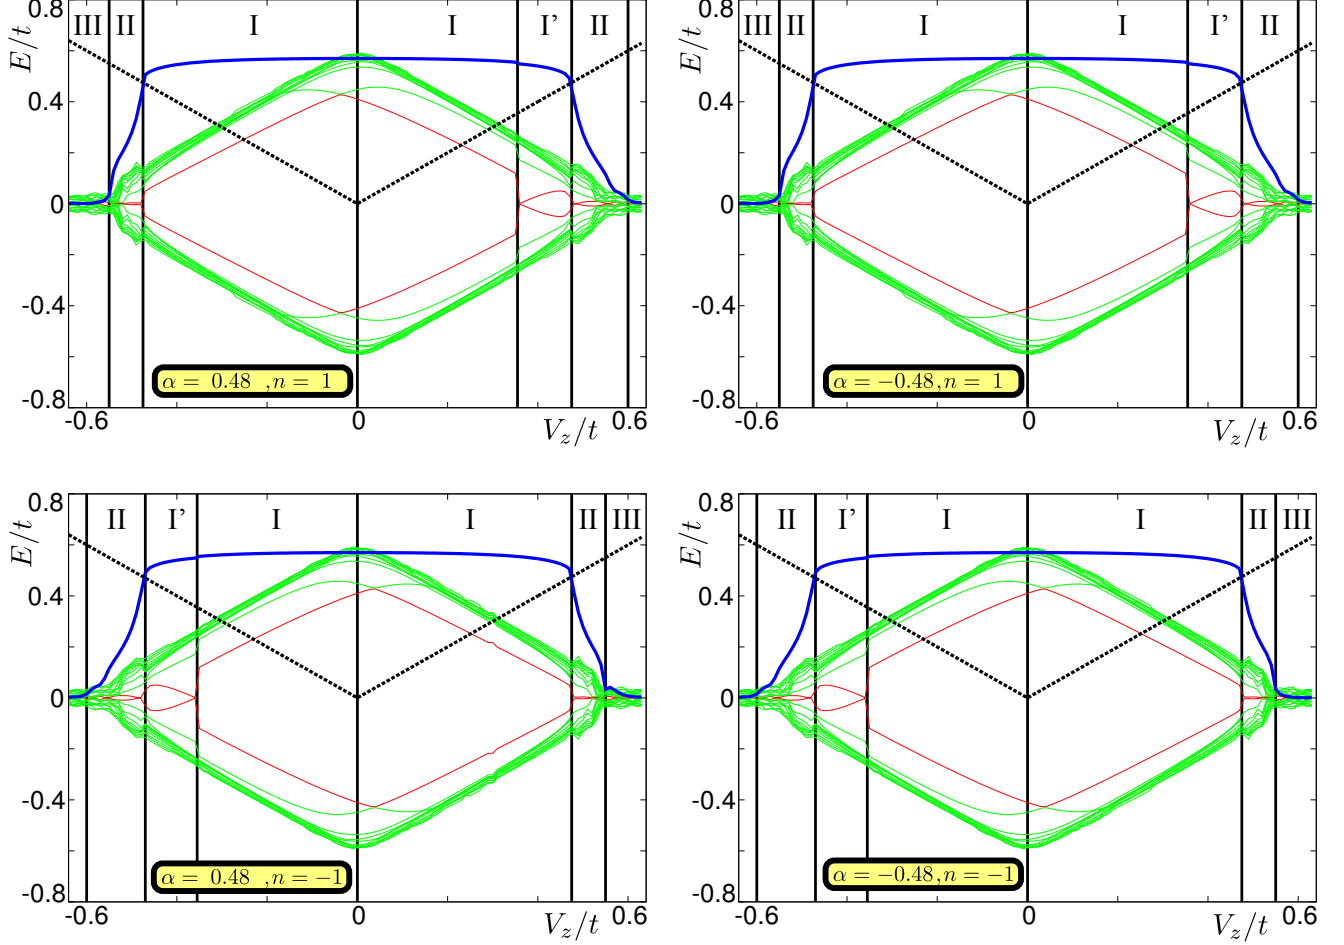 0.8 III II I I I' II
E/t
0.4
0
-0.4
α = 0.48 , n = 1
-0.8
-0.6 0 V_z/t 0.6
0.8 III II I I I' II
E/t
0.4
0
-0.4
α = −0.48, n = 1
-0.8
-0.6 0 V_z/t 0.6
0.8 II I' I I II III
E/t
0.4
0
-0.4
α = 0.48 , n = −1
-0.8
-0.6 0 V_z/t 0.6
0.8 II I' I I II III
E/t
0.4
0
-0.4
α = −0.48, n = −1
-0.8
-0.6 0 V_z/t 0.6